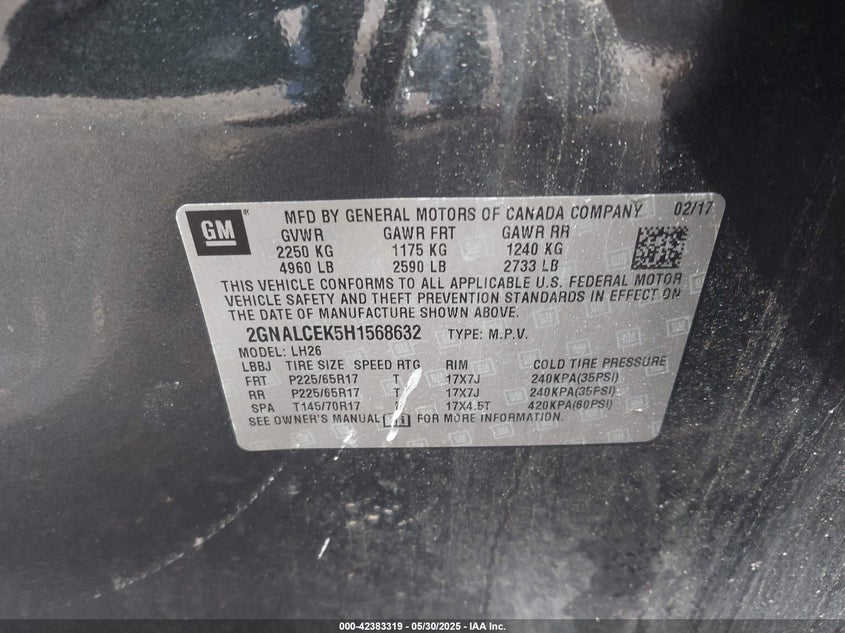 GM
MFD BY GENERAL MOTORS OF CANADA COMPANY 02/17
GVWR GAWR FRT GAWR RR
2250 KG 1175 KG 1240 KG
4960 LB 2590 LB 2733 LB
THIS VEHICLE CONFORMS TO ALL APPLICABLE U.S. FEDERAL MOTOR
VEHICLE SAFETY AND THEFT PREVENTION STANDARDS IN EFFECT ON
THE DATE OF MANUFACTURE SHOWN ABOVE.
2GNALCEK5H1568632 TYPE: M.P.V.
MODEL: LH26
LBBJ TIRE SIZE SPEED RTG RIM COLD TIRE PRESSURE
FRT P225/65R17 T 17X7J 240KPA(35PSI)
RR P225/65R17 T 17X7J 240KPA(35PSI)
SPA T145/70R17 17X4.5T 420KPA(60PSI)
SEE OWNER'S MANUAL FOR MORE INFORMATION.
000-42383319 - 05/30/2025 - IAA Inc.